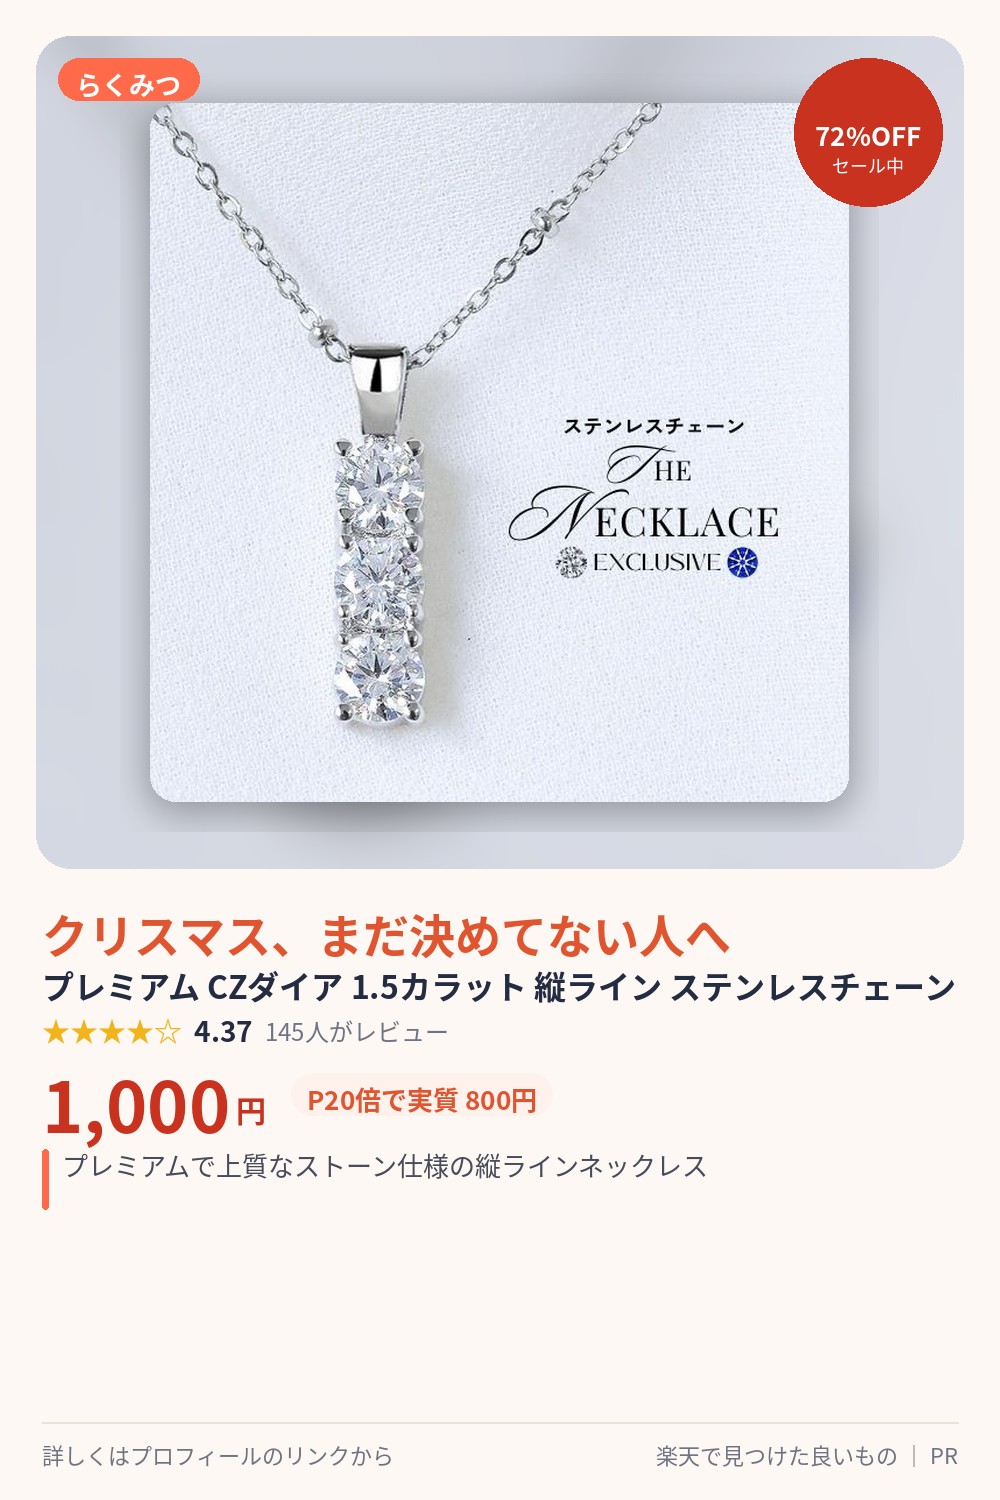 らくみつ
72%OFF
セール中
ステンレスチェーン
THE
NECKLACE
EXCLUSIVE
クリスマス、まだ決めてない人へ
プレミアム CZダイア 1.5カラット 縦ライン ステンレスチェーン
★★★★☆ 4.37 145人がレビュー
1,000円 P20倍で実質 800円
プレミアムで上質なストーン仕様の縦ラインネックレス
詳しくはプロフィールのリンクから
楽天で見つけた良いもの | PR